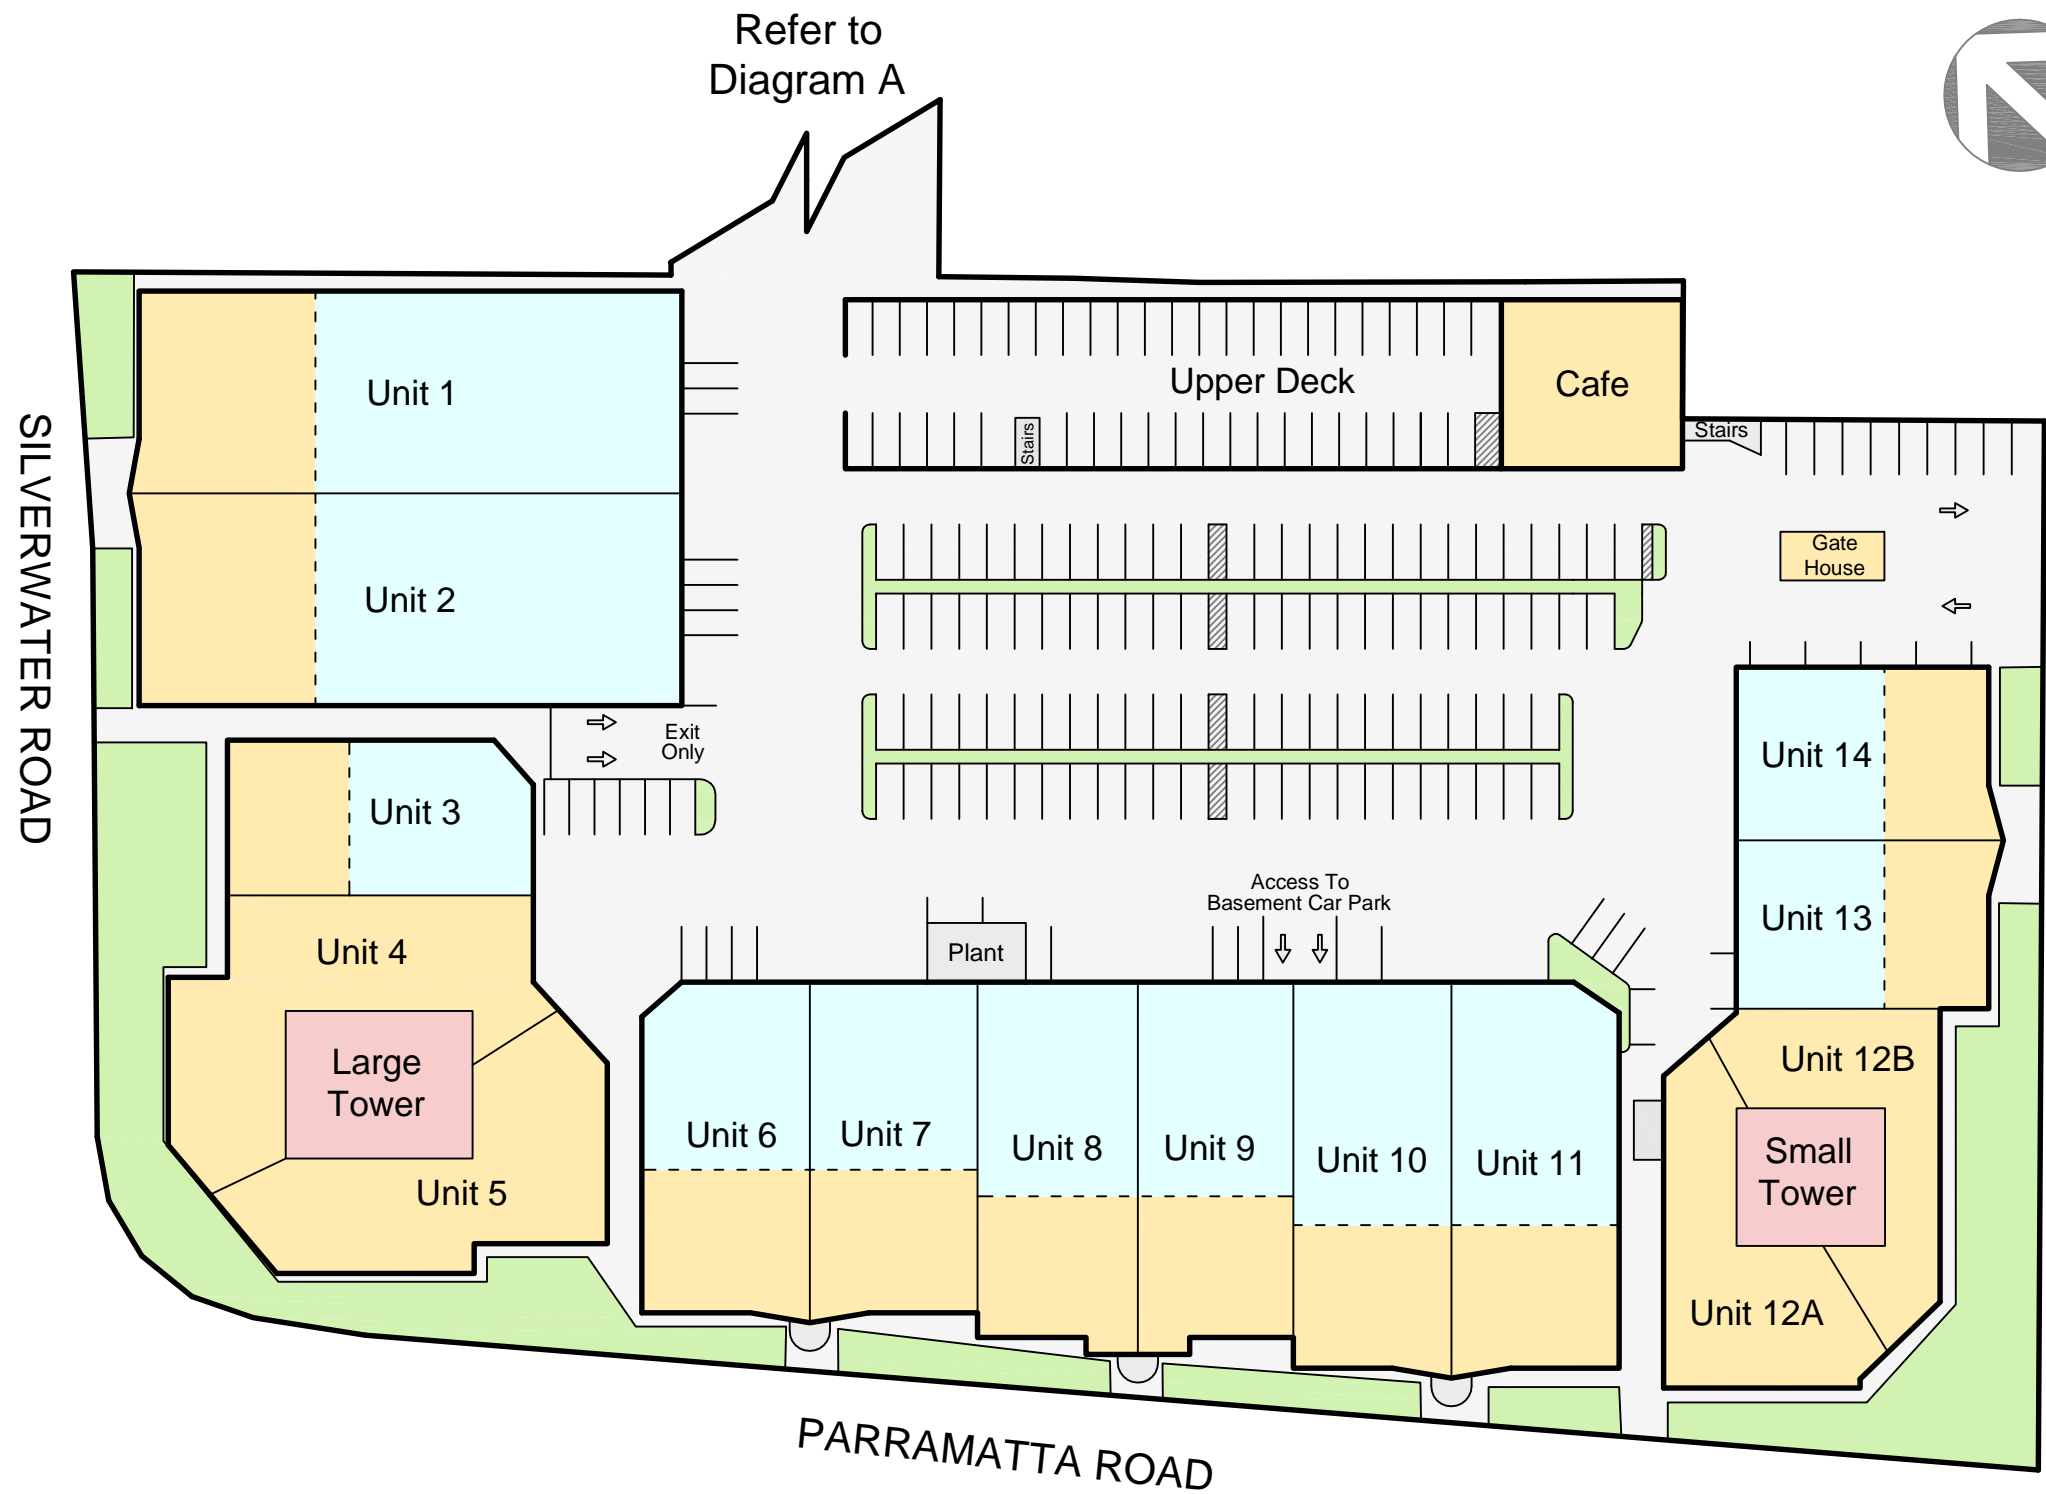 Refer to
Diagram A
Unit 1
Upper Deck
Cafe
Stairs
Stairs
SILVERWATER ROAD
Unit 2
Gate
House
Exit
Only
Unit 3
Unit 14
Access To
Basement Car Park
Unit 13
Unit 4
Plant
Large
Tower
Unit 12B
Unit 6
Unit 7
Unit 8
Unit 9
Unit 10
Unit 11
Small
Tower
Unit 5
Unit 12A
PARRAMATTA ROAD